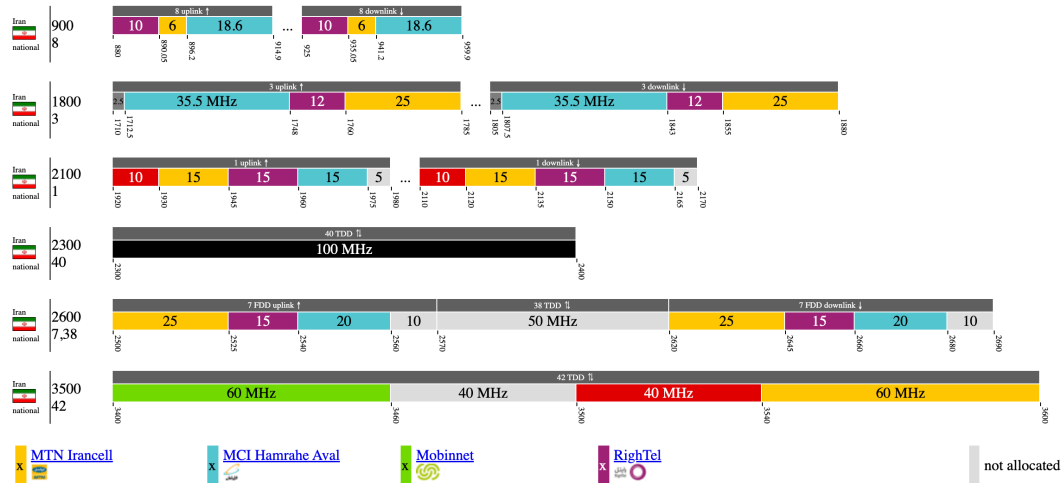 Iran
national
900
8
8 uplink ↑
8 downlink ↓
10 6 18.6 ... 10 6 18.6
880 890.05 896.2 914.9 925 935.05 941.2 959.9
Iran
national
1800
3
3 uplink ↑
3 downlink ↓
2.5 35.5 MHz 12 25 ... 2.5 35.5 MHz 12 25
1710 1712.5 1748 1760 1785 1805 1807.5 1843 1855 1880
Iran
national
2100
1
1 uplink ↑
1 downlink ↓
10 15 15 15 5 ... 10 15 15 15 5
1920 1930 1945 1960 1975 1980 2110 2120 2135 2150 2165 2170
Iran
national
2300
40
40 TDD ⇅
100 MHz
2300 2400
Iran
national
2600
7,38
7 FDD uplink ↑
38 TDD ⇅
7 FDD downlink ↓
25 15 20 10 50 MHz 25 15 20 10
2500 2525 2540 2560 2570 2620 2645 2660 2680 2690
Iran
national
3500
42
42 TDD ⇅
60 MHz 40 MHz 40 MHz 60 MHz
3400 3460 3500 3540 3600
x MTN Irancell
x MCI Hamrahe Aval
x Mobinnet
x RighTel
not allocated